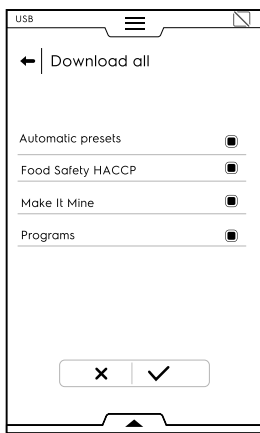 USB
Download all
Automatic presets
Food Safety HACCP
Make It Mine
Programs